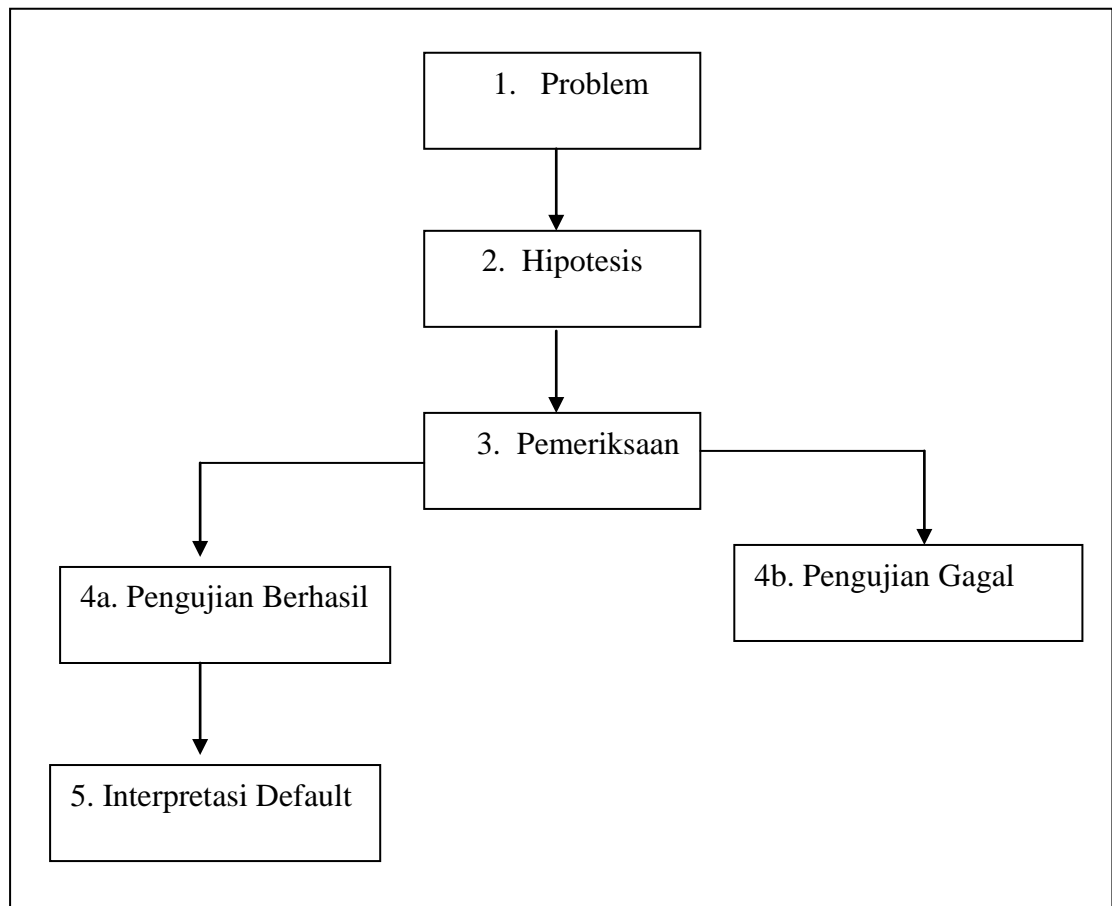 1. Problem
2. Hipotesis
3. Pemeriksaan
4a. Pengujian Berhasil
4b. Pengujian Gagal
5. Interpretasi Default